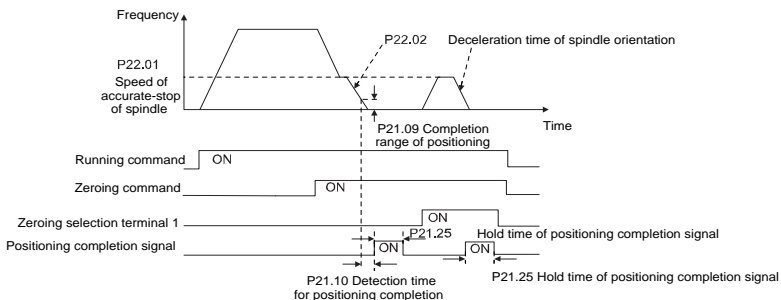 Frequency
P22.02
Deceleration time of spindle orientation
P22.01
Speed of
accurate-stop
of spindle
Time
P21.09 Completion
range of positioning
Running command
ON
Zeroing command
ON
Zeroing selection terminal 1
ON
P21.25
Hold time of positioning completion signal
Positioning completion signal
ON
ON
P21.10 Detection time
for positioning completion
P21.25 Hold time of positioning completion signal